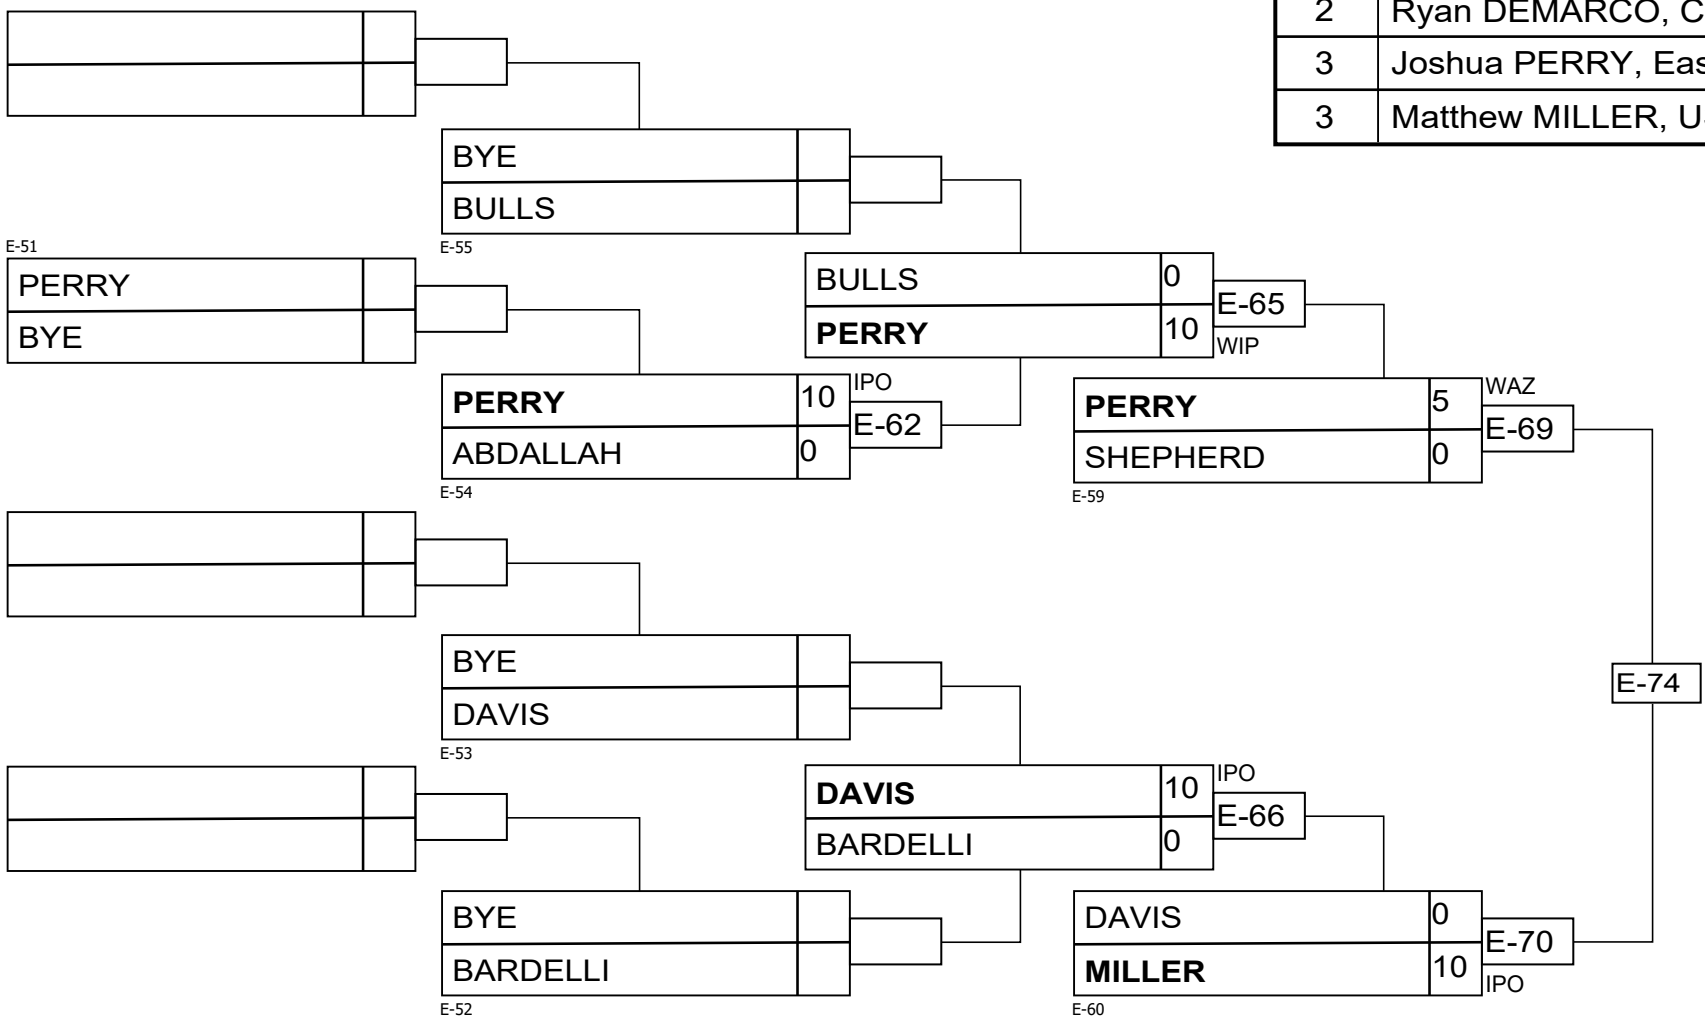 2 Ryan DEMARCO, C
3 Joshua PERRY, Eas
3 Matthew MILLER, U
BYE
BULLS
E-51
E-55
PERRY
BYE
BULLS 0
E-65
PERRY 10
WIP
PERRY 10
IPO
E-62
ABDALLAH 0
E-54
PERRY 5
WAZ
E-69
SHEPHERD 0
E-59
BYE
DAVIS
E-53
E-74
DAVIS 10
IPO
E-66
BARDELLI 0
BYE
BARDELLI
E-52
DAVIS 0
E-70
MILLER 10
IPO
E-60